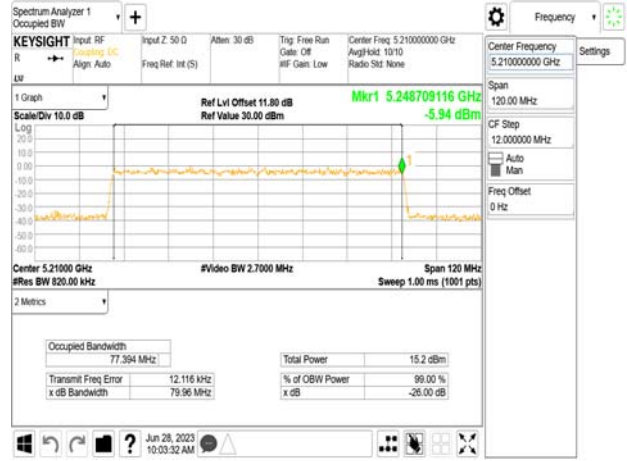 Spectrum Analyzer 1
Occupied BW
Frequency
KEYSIGHT
Input: RF
Input Z: 50 Ω
Atten: 30 dB
Trig: Free Run
Center Freq: 5.210000000 GHz
R
Coupling: DC
Gate: Off
Avg|Hold: 10/10
Align: Auto
Freq Ref: Int (S)
#IF Gain: Low
Radio Std: None
Center Frequency
5.210000000 GHz
Settings
Span
120.00 MHz
CF Step
12.000000 MHz
Auto
Man
Freq Offset
0 Hz
1 Graph
Ref Lvl Offset 11.80 dB
Mkr1 5.248709116 GHz
Scale/Div 10.0 dB
Ref Value 30.00 dBm
-5.94 dBm
Log
20.0
10.0
0.00
-10.0
-20.0
-30.0
-40.0
-50.0
-60.0
1
Center 5.21000 GHz
#Video BW 2.7000 MHz
Span 120 MHz
#Res BW 820.00 kHz
Sweep 1.00 ms (1001 pts)
2 Metrics
Occupied Bandwidth
77.394 MHz
Total Power
15.2 dBm
Transmit Freq Error
12.116 kHz
% of OBW Power
99.00 %
x dB Bandwidth
79.96 MHz
x dB
-26.00 dB
?
Jun 28, 2023
10:03:32 AM